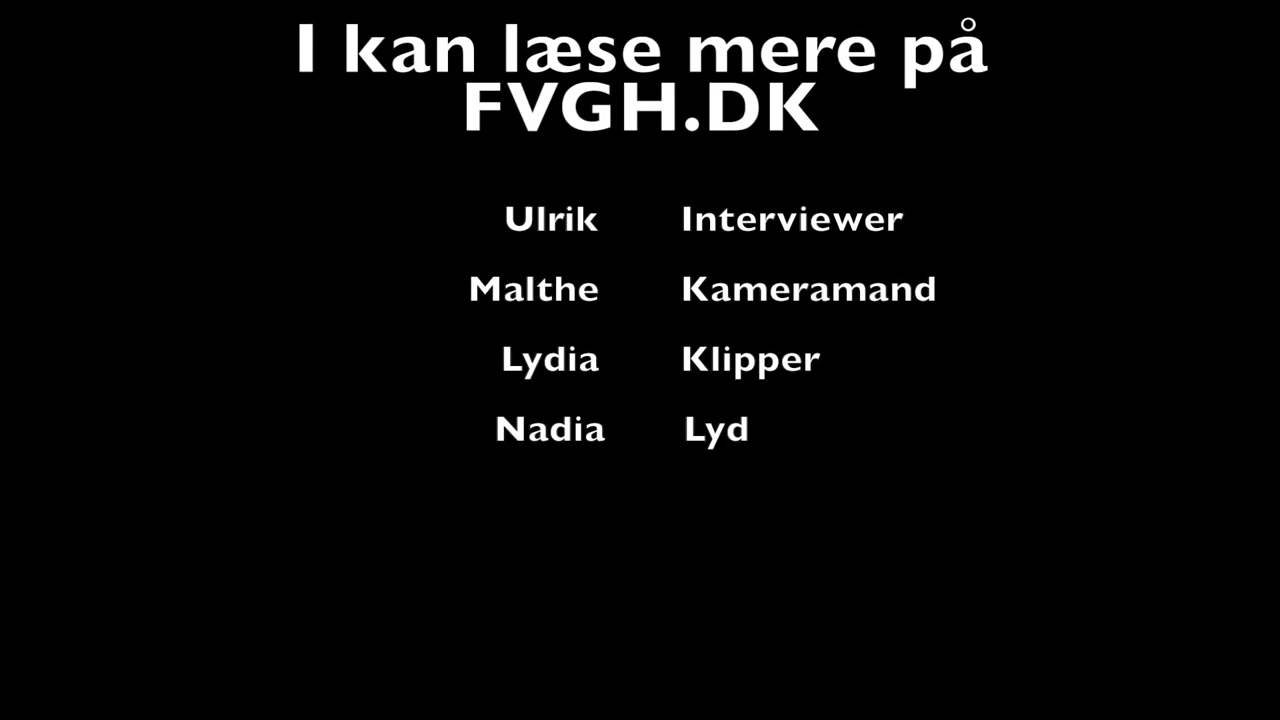 I kan læse mere på
FVGH.DK
Ulrik Interviewer
Malthe Kameramand
Lydia Klipper
Nadia Lyd